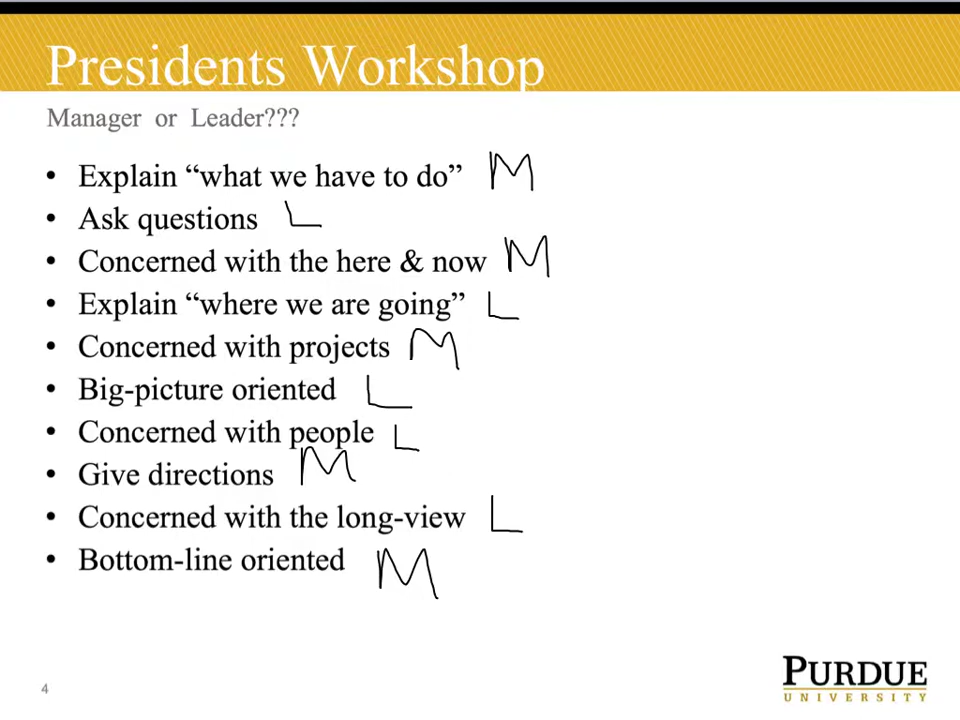 Presidents Workshop
Manager or Leader???
• Explain “what we have to do” M
• Ask questions L
• Concerned with the here & now M
• Explain “where we are going” L
• Concerned with projects M
• Big-picture oriented L
• Concerned with people L
• Give directions M
• Concerned with the long-view L
• Bottom-line oriented M
4
PURDUE
UNIVERSITY